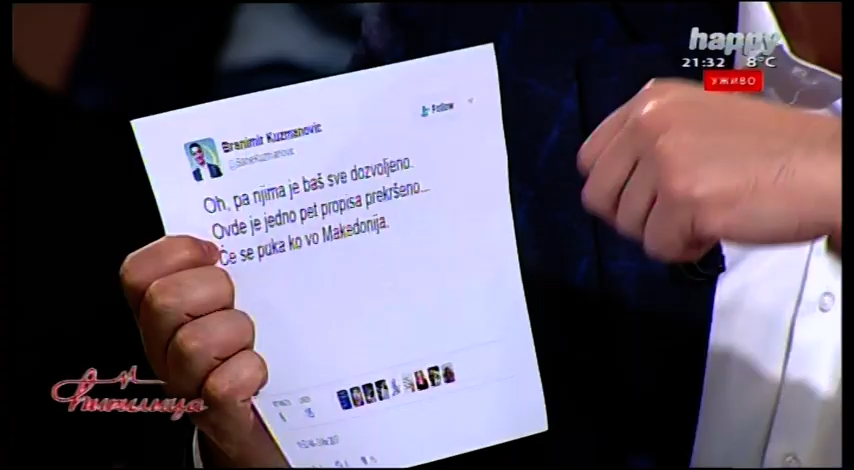 happy
21:32 8°C
УЖИВО
Branimir Kuzmanovic
@BaneKuzmanovic
Follow
Oh, pa njima je baš sve dozvoljeno.
Ovde je jedno pet propisa prekršeno...
Će se puka ko vo Makedonija.
Ћирилица